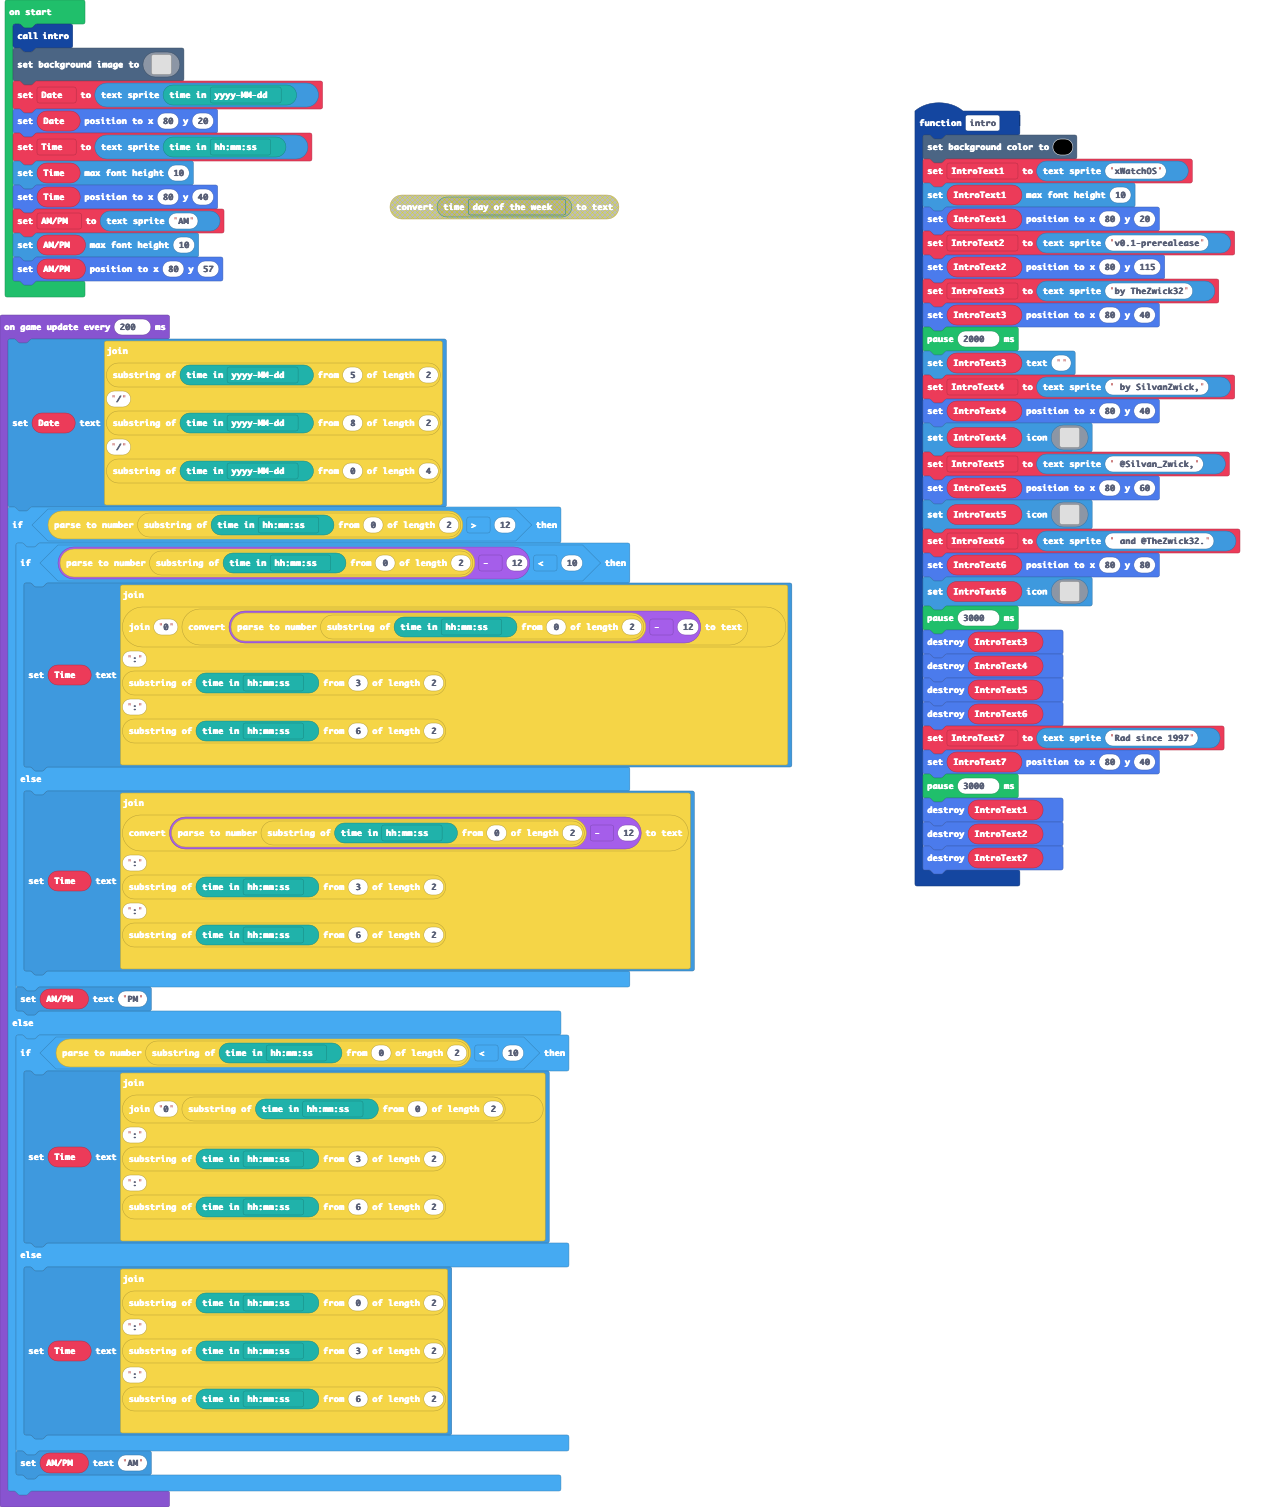 on start
call intro
set background image to
set Date to text sprite time in yyyy-MM-dd
set Date position to x 80 y 20
set Time to text sprite time in hh:mm:ss
set Time max font height 10
set Time position to x 80 y 40
set AM/PM to text sprite "AM"
set AM/PM max font height 10
set AM/PM position to x 80 y 57
convert time day of the week to text
on game update every 200 ms
join
substring of time in yyyy-MM-dd from 5 of length 2
"/"
set Date text substring of time in yyyy-MM-dd from 8 of length 2
"/"
substring of time in yyyy-MM-dd from 0 of length 4
if parse to number substring of time in hh:mm:ss from 0 of length 2 > 12 then
if parse to number substring of time in hh:mm:ss from 0 of length 2 - 12 < 10 then
join
join "0" convert parse to number substring of time in hh:mm:ss from 0 of length 2 - 12 to text
":"
set Time text substring of time in hh:mm:ss from 3 of length 2
":"
substring of time in hh:mm:ss from 6 of length 2
else
join
convert parse to number substring of time in hh:mm:ss from 0 of length 2 - 12 to text
":"
set Time text substring of time in hh:mm:ss from 3 of length 2
":"
substring of time in hh:mm:ss from 6 of length 2
set AM/PM text "PM"
else
if parse to number substring of time in hh:mm:ss from 0 of length 2 < 10 then
join
join "0" substring of time in hh:mm:ss from 0 of length 2
":"
set Time text substring of time in hh:mm:ss from 3 of length 2
":"
substring of time in hh:mm:ss from 6 of length 2
else
join
substring of time in hh:mm:ss from 0 of length 2
":"
set Time text substring of time in hh:mm:ss from 3 of length 2
":"
substring of time in hh:mm:ss from 6 of length 2
set AM/PM text "AM"
function intro
set background color to
set IntroText1 to text sprite "xWatchOS"
set IntroText1 max font height 10
set IntroText1 position to x 80 y 20
set IntroText2 to text sprite "v0.1-prerealease"
set IntroText2 position to x 80 y 115
set IntroText3 to text sprite "by TheZwick32"
set IntroText3 position to x 80 y 40
pause 2000 ms
set IntroText3 text ""
set IntroText4 to text sprite " by SilvanZwick,"
set IntroText4 position to x 80 y 40
set IntroText4 icon
set IntroText5 to text sprite " @Silvan_Zwick,"
set IntroText5 position to x 80 y 60
set IntroText5 icon
set IntroText6 to text sprite " and @TheZwick32."
set IntroText6 position to x 80 y 80
set IntroText6 icon
pause 3000 ms
destroy IntroText3
destroy IntroText4
destroy IntroText5
destroy IntroText6
set IntroText7 to text sprite "Rad since 1997"
set IntroText7 position to x 80 y 40
pause 3000 ms
destroy IntroText1
destroy IntroText2
destroy IntroText7